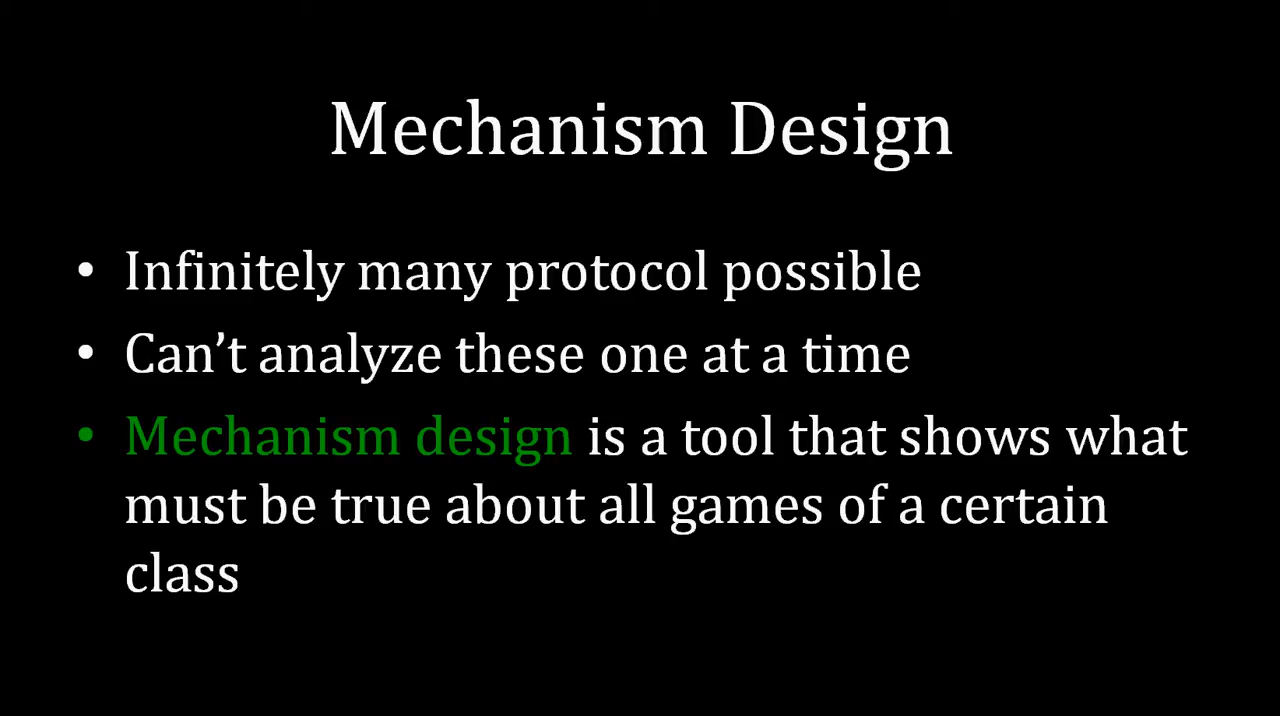 Mechanism Design
• Infinitely many protocol possible
• Can't analyze these one at a time
• Mechanism design is a tool that shows what
must be true about all games of a certain
class